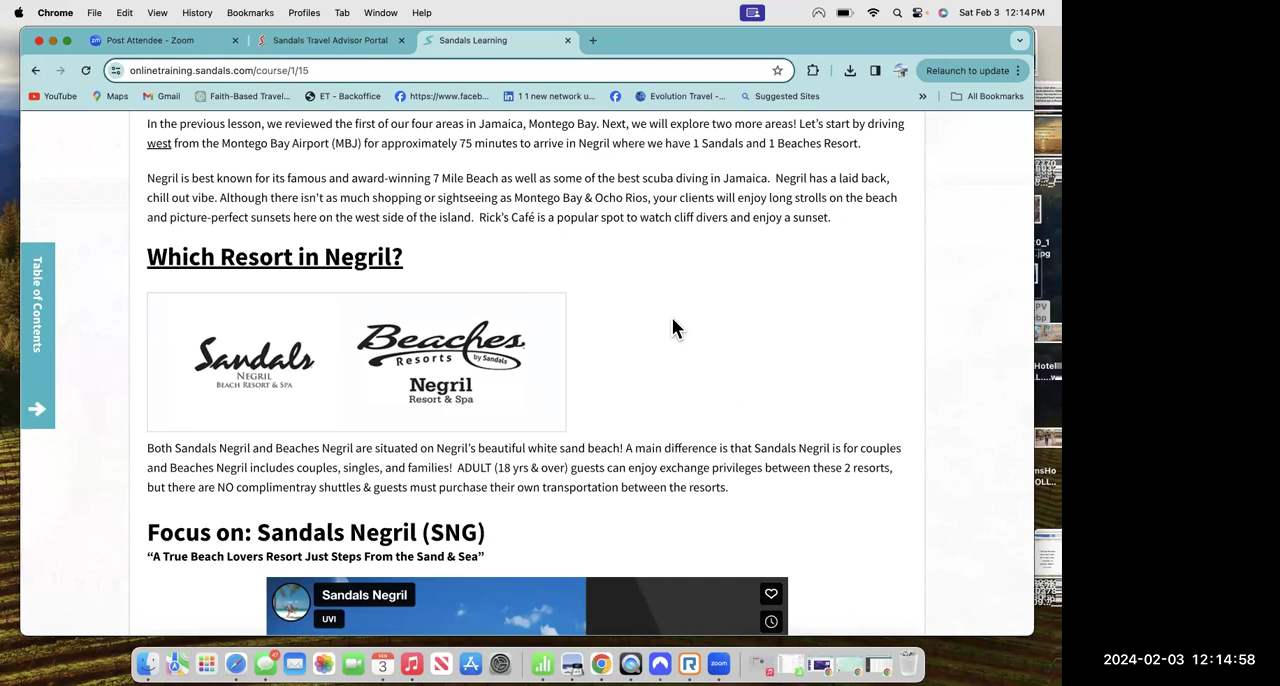 Chrome File Edit View History Bookmarks Profiles Tab Window Help Sat Feb 3 12:14 PM
Post Attendee - Zoom Sandals Travel Advisor Portal Sandals Learning
onlinetraining.sandals.com/course/1/15 Relaunch to update
YouTube Maps Gmail Faith-Based Travel... ET - Backoffice https://www.faceb... 1 1 new network u... Evolution Travel -... Suggested Sites » All Bookmarks
In the previous lesson, we reviewed the first of our four areas in Jamaica, Montego Bay. Next, we will explore two more areas! Let's start by driving
west from the Montego Bay Airport (MBJ) for approximately 75 minutes to arrive in Negril where we have 1 Sandals and 1 Beaches Resort.
Negril is best known for its famous and award-winning 7 Mile Beach as well as some of the best scuba diving in Jamaica. Negril has a laid back,
chill out vibe. Although there isn't as much shopping or sightseeing as Montego Bay & Ocho Rios, your clients will enjoy long strolls on the beach
and picture-perfect sunsets here on the west side of the island. Rick's Café is a popular spot to watch cliff divers and enjoy a sunset.
Table of Contents
Which Resort in Negril?
Sandals
NEGRIL
BEACH RESORT & SPA
Beaches
Resorts by Sandals
Negril
Resort & Spa
Both Sandals Negril and Beaches Negril are situated on Negril's beautiful white sand beach! A main difference is that Sandals Negril is for couples
and Beaches Negril includes couples, singles, and families! ADULT (18 yrs & over) guests can enjoy exchange privileges between these 2 resorts,
but there are NO complimentray shuttles & guests must purchase their own transportation between the resorts.
Focus on: Sandals Negril (SNG)
“A True Beach Lovers Resort Just Steps From the Sand & Sea”
Sandals Negril
UVI
zoom
2024-02-03 12:14:58